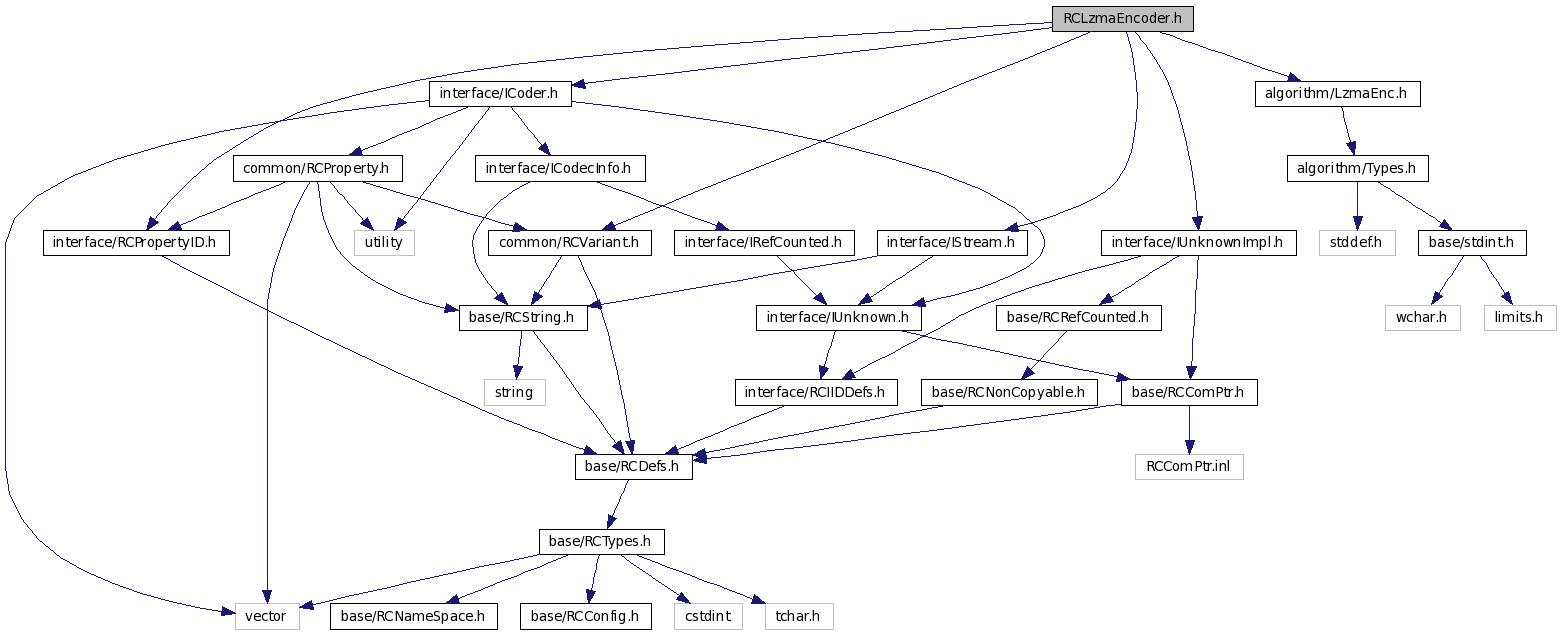 RCLzmaEncoder.h
interface/ICoder.h
algorithm/LzmaEnc.h
common/RCProperty.h
interface/ICodecInfo.h
algorithm/Types.h
interface/RCPropertyID.h
utility
common/RCVariant.h
interface/IRefCounted.h
interface/IStream.h
interface/IUnknownImpl.h
stddef.h
base/stdint.h
base/RCString.h
interface/IUnknown.h
base/RCRefCounted.h
wchar.h
limits.h
string
interface/RCIIDDefs.h
base/RCNonCopyable.h
base/RCComPtr.h
base/RCDefs.h
RCComPtr.inl
base/RCTypes.h
vector
base/RCNameSpace.h
base/RCConfig.h
cstdint
tchar.h